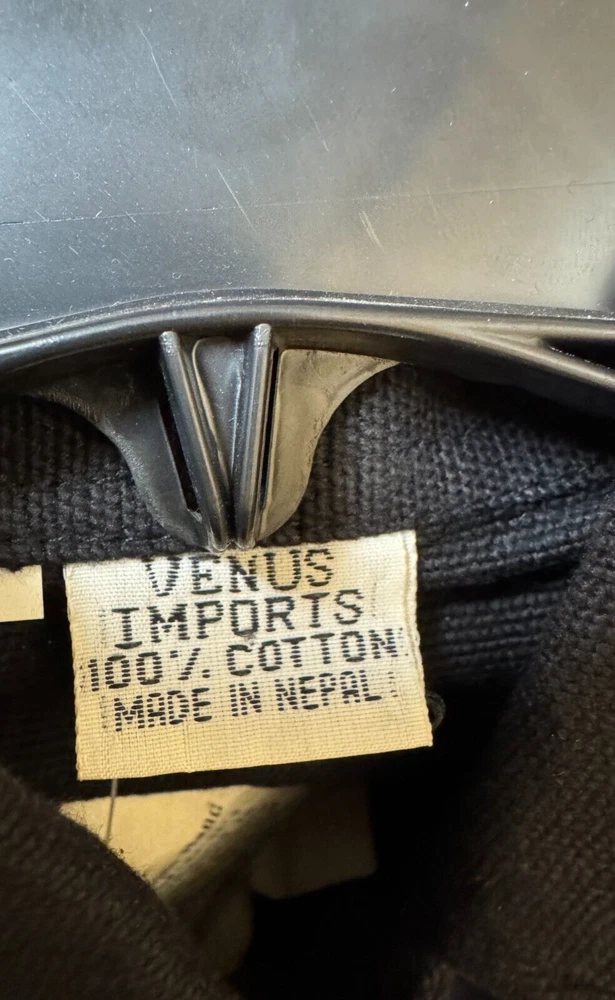 VENUS
IMPORTS
100% COTTON
MADE IN NEPAL